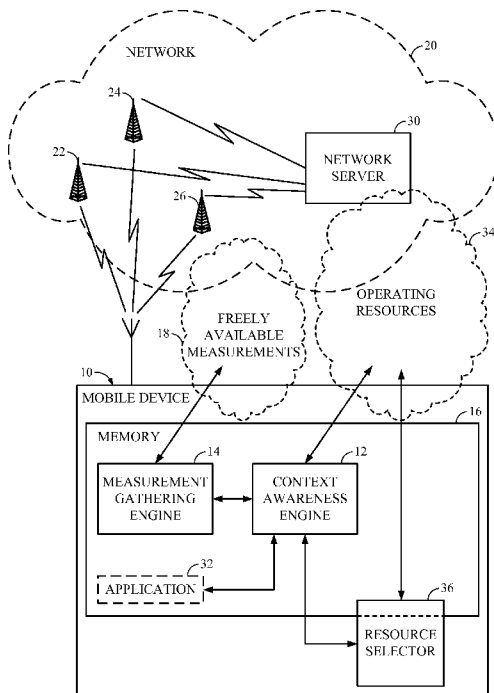 20
NETWORK
24
30
22
NETWORK
SERVER
26
34
OPERATING
RESOURCES
18
FREELY
AVAILABLE
MEASUREMENTS
10
MOBILE DEVICE
16
MEMORY
14
12
MEASUREMENT
GATHERING
ENGINE
CONTEXT
AWARENESS
ENGINE
32
APPLICATION
36
RESOURCE
SELECTOR